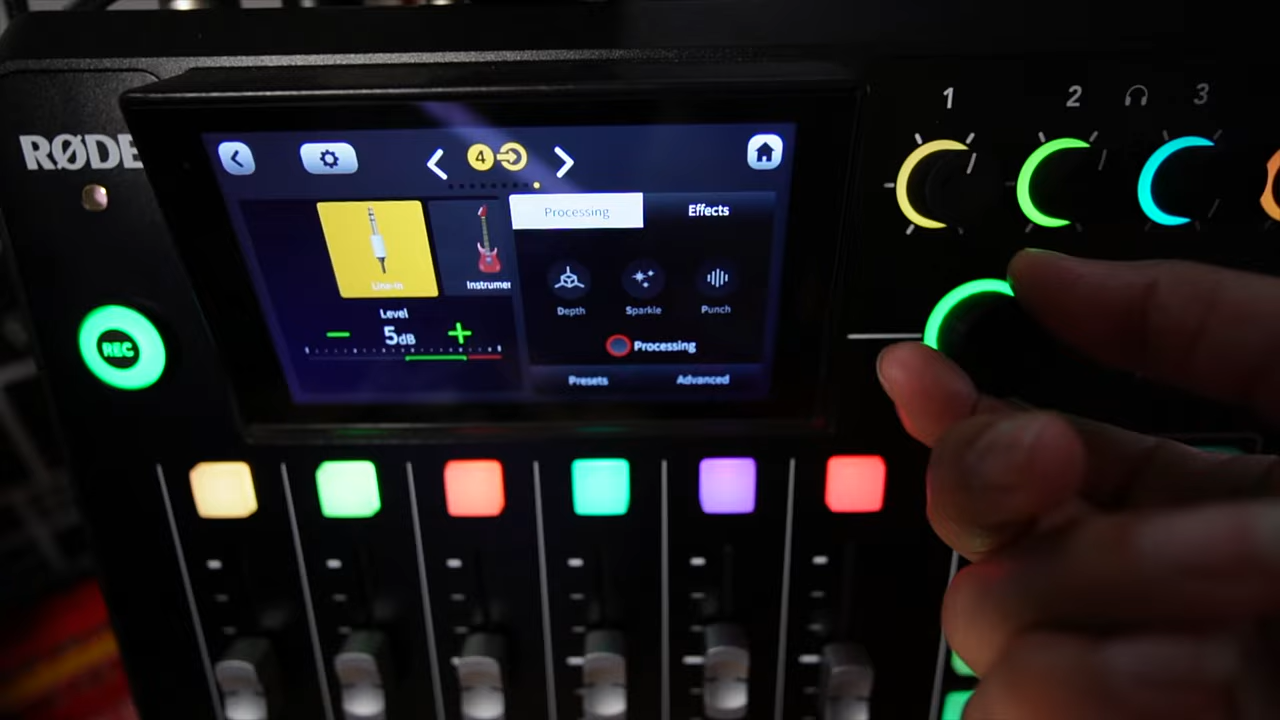 1 2 3
RØDE
4
Processing Effects
Line-In Instrumen
Depth Sparkle Punch
Level
5dB
REC
Processing
Presets Advanced